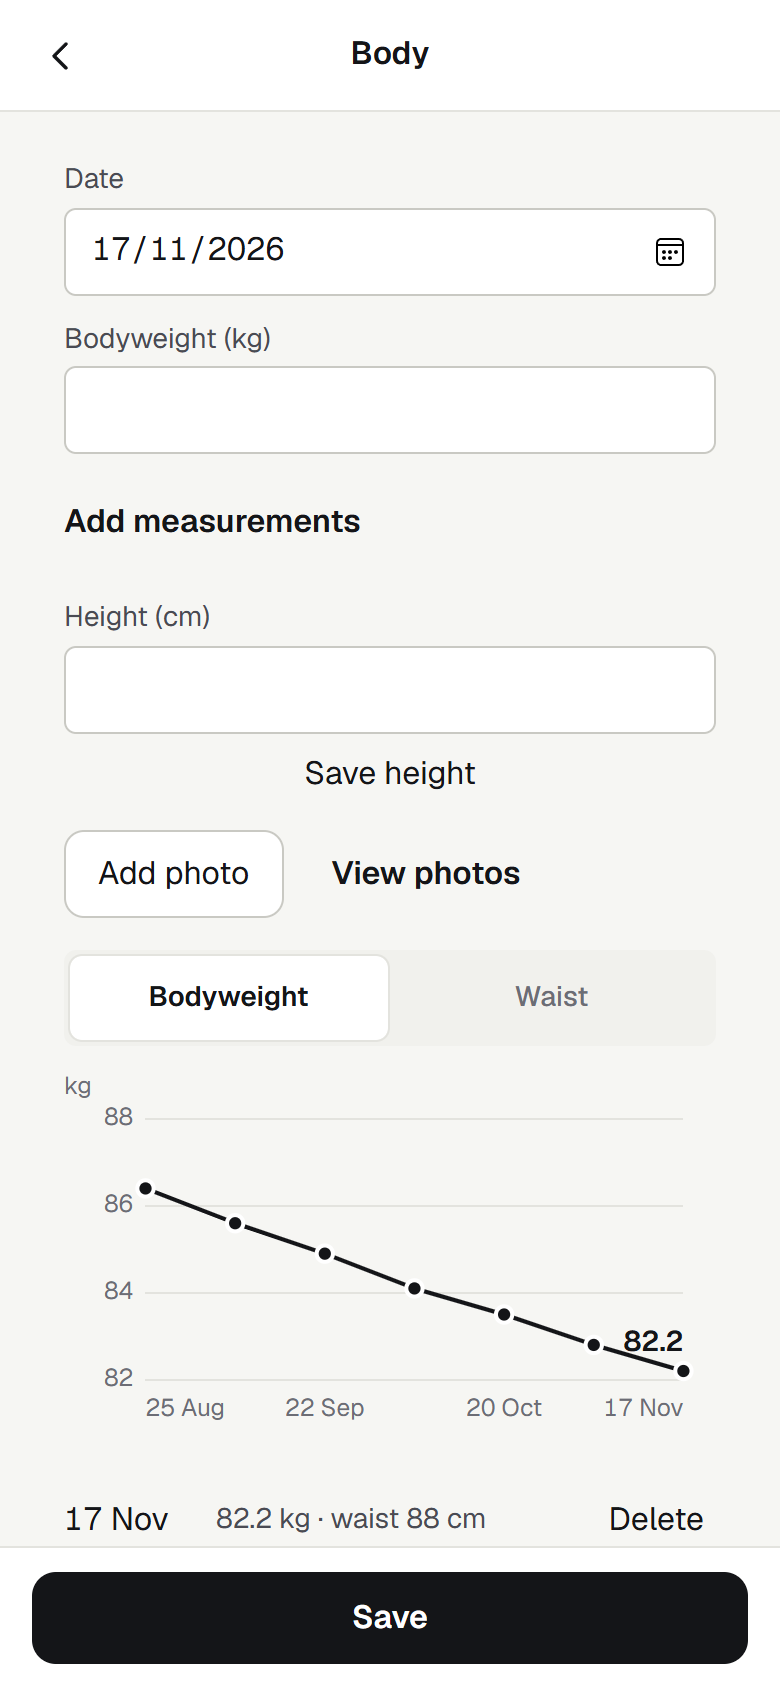 Body
Date
17/11/2026
Bodyweight (kg)
Add measurements
Height (cm)
Save height
Add photo View photos
Bodyweight Waist
kg
88
86
84
82.2
82
25 Aug 22 Sep 20 Oct 17 Nov
17 Nov 82.2 kg · waist 88 cm Delete
Save